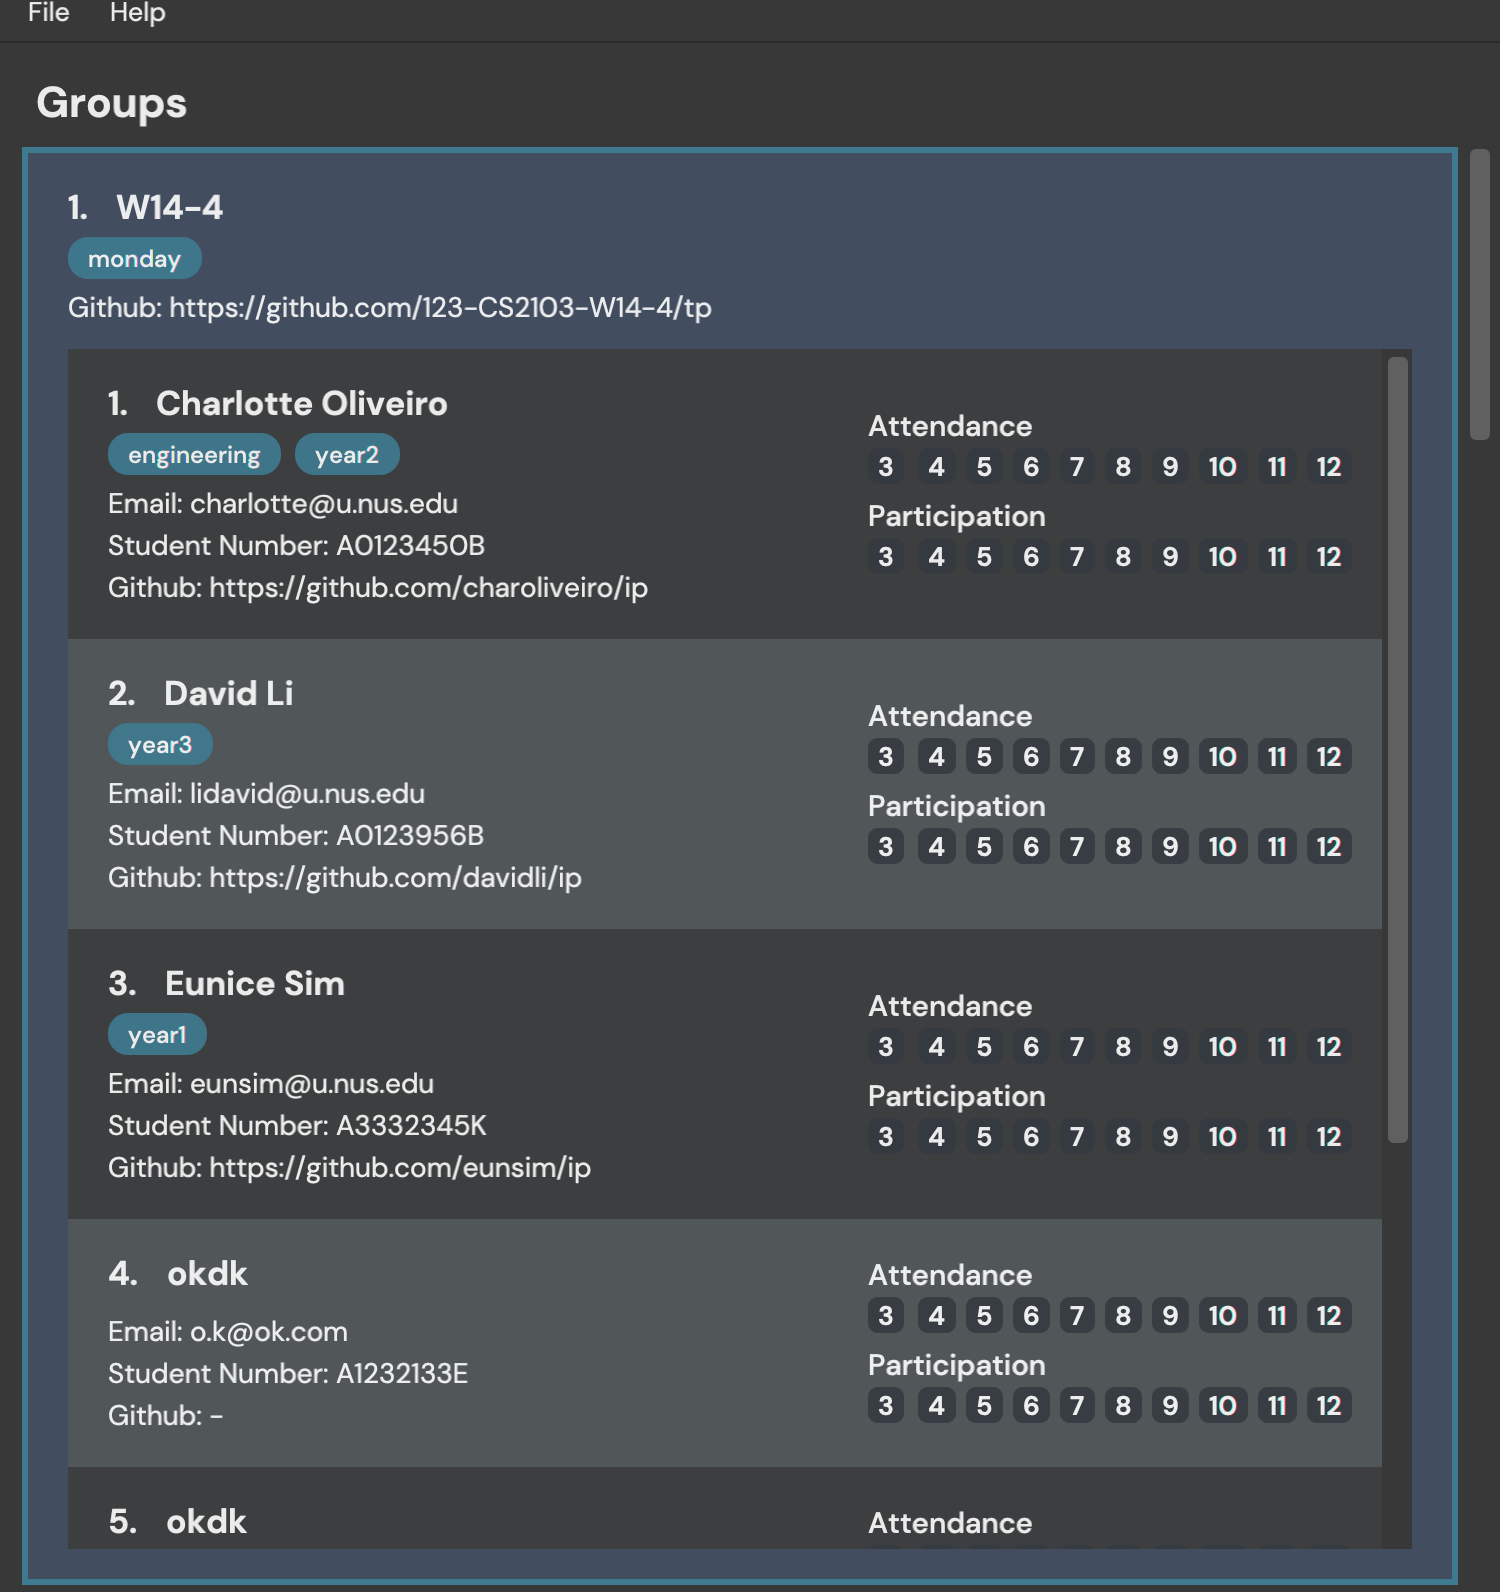 File Help
Groups
1. W14-4
monday
Github: https://github.com/123-CS2103-W14-4/tp
1. Charlotte Oliveiro
engineering year2
Email: charlotte@u.nus.edu
Student Number: A0123450B
Github: https://github.com/charoliveiro/ip
Attendance
3 4 5 6 7 8 9 10 11 12
Participation
3 4 5 6 7 8 9 10 11 12
2. David Li
year3
Email: lidavid@u.nus.edu
Student Number: A0123956B
Github: https://github.com/davidli/ip
Attendance
3 4 5 6 7 8 9 10 11 12
Participation
3 4 5 6 7 8 9 10 11 12
3. Eunice Sim
year1
Email: eunsim@u.nus.edu
Student Number: A3332345K
Github: https://github.com/eunsim/ip
Attendance
3 4 5 6 7 8 9 10 11 12
Participation
3 4 5 6 7 8 9 10 11 12
4. okdk
Email: o.k@ok.com
Student Number: A1232133E
Github: -
Attendance
3 4 5 6 7 8 9 10 11 12
Participation
3 4 5 6 7 8 9 10 11 12
5. okdk
Attendance